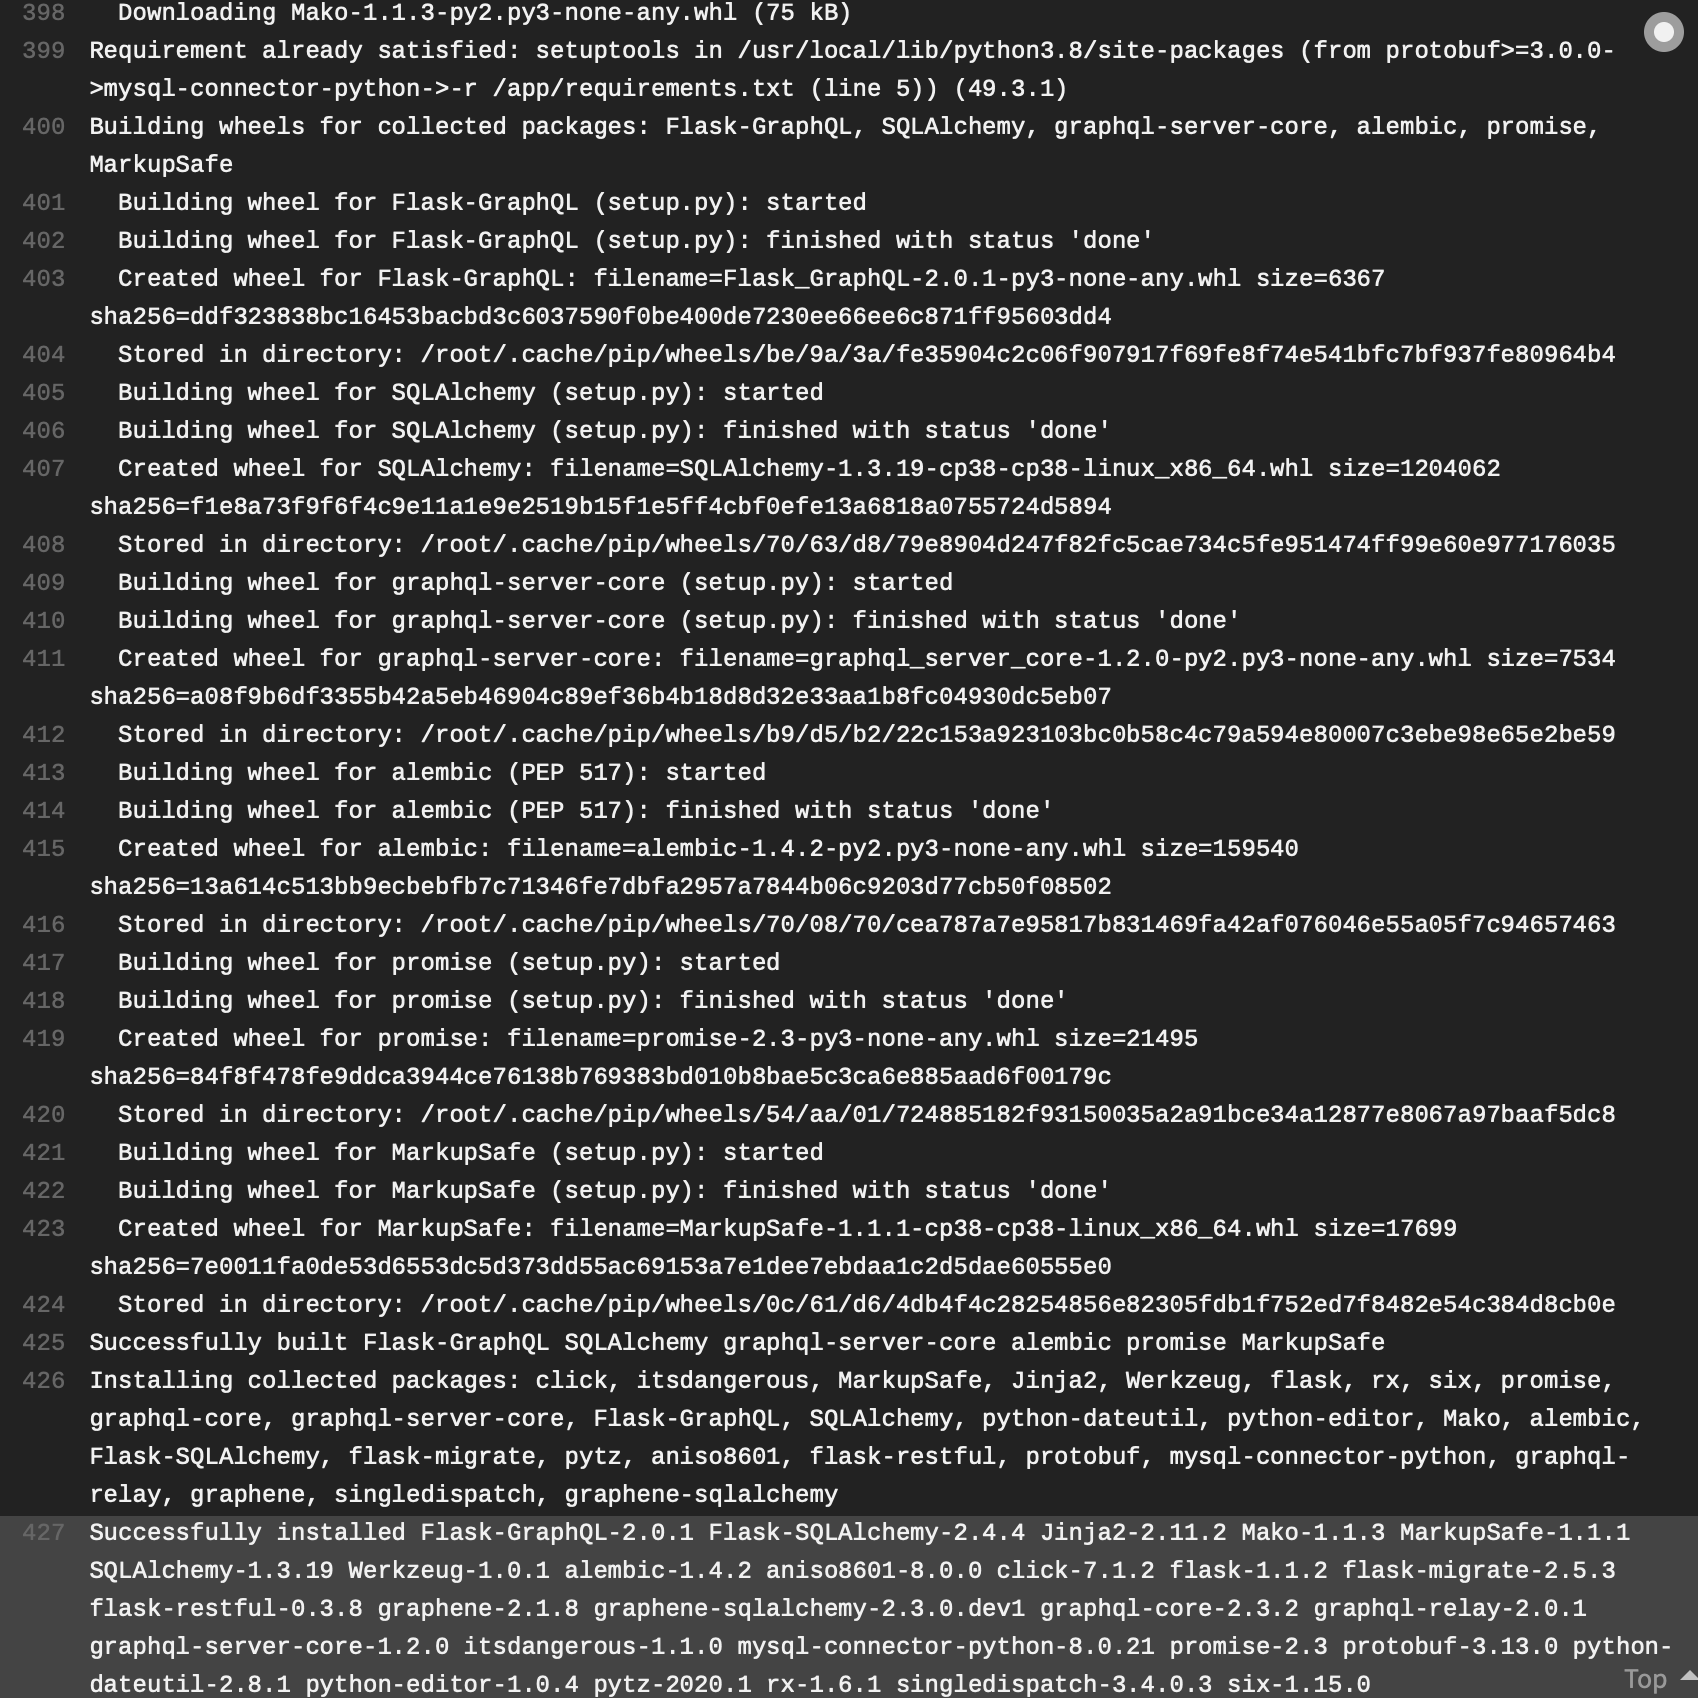 398 Downloading Mako-1.1.3-py2.py3-none-any.whl (75 kB)
399 Requirement already satisfied: setuptools in /usr/local/lib/python3.8/site-packages (from protobuf>=3.0.0-
>mysql-connector-python->-r /app/requirements.txt (line 5)) (49.3.1)
400 Building wheels for collected packages: Flask-GraphQL, SQLAlchemy, graphql-server-core, alembic, promise,
MarkupSafe
401 Building wheel for Flask-GraphQL (setup.py): started
402 Building wheel for Flask-GraphQL (setup.py): finished with status 'done'
403 Created wheel for Flask-GraphQL: filename=Flask_GraphQL-2.0.1-py3-none-any.whl size=6367
sha256=ddf323838bc16453bacbd3c6037590f0be400de7230ee66ee6c871ff95603dd4
404 Stored in directory: /root/.cache/pip/wheels/be/9a/3a/fe35904c2c06f907917f69fe8f74e541bfc7bf937fe80964b4
405 Building wheel for SQLAlchemy (setup.py): started
406 Building wheel for SQLAlchemy (setup.py): finished with status 'done'
407 Created wheel for SQLAlchemy: filename=SQLAlchemy-1.3.19-cp38-cp38-linux_x86_64.whl size=1204062
sha256=f1e8a73f9f6f4c9e11a1e9e2519b15f1e5ff4cbf0efe13a6818a0755724d5894
408 Stored in directory: /root/.cache/pip/wheels/70/63/d8/79e8904d247f82fc5cae734c5fe951474ff99e60e977176035
409 Building wheel for graphql-server-core (setup.py): started
410 Building wheel for graphql-server-core (setup.py): finished with status 'done'
411 Created wheel for graphql-server-core: filename=graphql_server_core-1.2.0-py2.py3-none-any.whl size=7534
sha256=a08f9b6df3355b42a5eb46904c89ef36b4b18d8d32e33aa1b8fc04930dc5eb07
412 Stored in directory: /root/.cache/pip/wheels/b9/d5/b2/22c153a923103bc0b58c4c79a594e80007c3ebe98e65e2be59
413 Building wheel for alembic (PEP 517): started
414 Building wheel for alembic (PEP 517): finished with status 'done'
415 Created wheel for alembic: filename=alembic-1.4.2-py2.py3-none-any.whl size=159540
sha256=13a614c513bb9ecbebfb7c71346fe7dbfa2957a7844b06c9203d77cb50f08502
416 Stored in directory: /root/.cache/pip/wheels/70/08/70/cea787a7e95817b831469fa42af076046e55a05f7c94657463
417 Building wheel for promise (setup.py): started
418 Building wheel for promise (setup.py): finished with status 'done'
419 Created wheel for promise: filename=promise-2.3-py3-none-any.whl size=21495
sha256=84f8f478fe9ddca3944ce76138b769383bd010b8bae5c3ca6e885aad6f00179c
420 Stored in directory: /root/.cache/pip/wheels/54/aa/01/724885182f93150035a2a91bce34a12877e8067a97baaf5dc8
421 Building wheel for MarkupSafe (setup.py): started
422 Building wheel for MarkupSafe (setup.py): finished with status 'done'
423 Created wheel for MarkupSafe: filename=MarkupSafe-1.1.1-cp38-cp38-linux_x86_64.whl size=17699
sha256=7e0011fa0de53d6553dc5d373dd55ac69153a7e1dee7ebdaa1c2d5dae60555e0
424 Stored in directory: /root/.cache/pip/wheels/0c/61/d6/4db4f4c28254856e82305fdb1f752ed7f8482e54c384d8cb0e
425 Successfully built Flask-GraphQL SQLAlchemy graphql-server-core alembic promise MarkupSafe
426 Installing collected packages: click, itsdangerous, MarkupSafe, Jinja2, Werkzeug, flask, rx, six, promise,
graphql-core, graphql-server-core, Flask-GraphQL, SQLAlchemy, python-dateutil, python-editor, Mako, alembic,
Flask-SQLAlchemy, flask-migrate, pytz, aniso8601, flask-restful, protobuf, mysql-connector-python, graphql-
relay, graphene, singledispatch, graphene-sqlalchemy
427 Successfully installed Flask-GraphQL-2.0.1 Flask-SQLAlchemy-2.4.4 Jinja2-2.11.2 Mako-1.1.3 MarkupSafe-1.1.1
SQLAlchemy-1.3.19 Werkzeug-1.0.1 alembic-1.4.2 aniso8601-8.0.0 click-7.1.2 flask-1.1.2 flask-migrate-2.5.3
flask-restful-0.3.8 graphene-2.1.8 graphene-sqlalchemy-2.3.0.dev1 graphql-core-2.3.2 graphql-relay-2.0.1
graphql-server-core-1.2.0 itsdangerous-1.1.0 mysql-connector-python-8.0.21 promise-2.3 protobuf-3.13.0 python-
dateutil-2.8.1 python-editor-1.0.4 pytz-2020.1 rx-1.6.1 singledispatch-3.4.0.3 six-1.15.0
Top